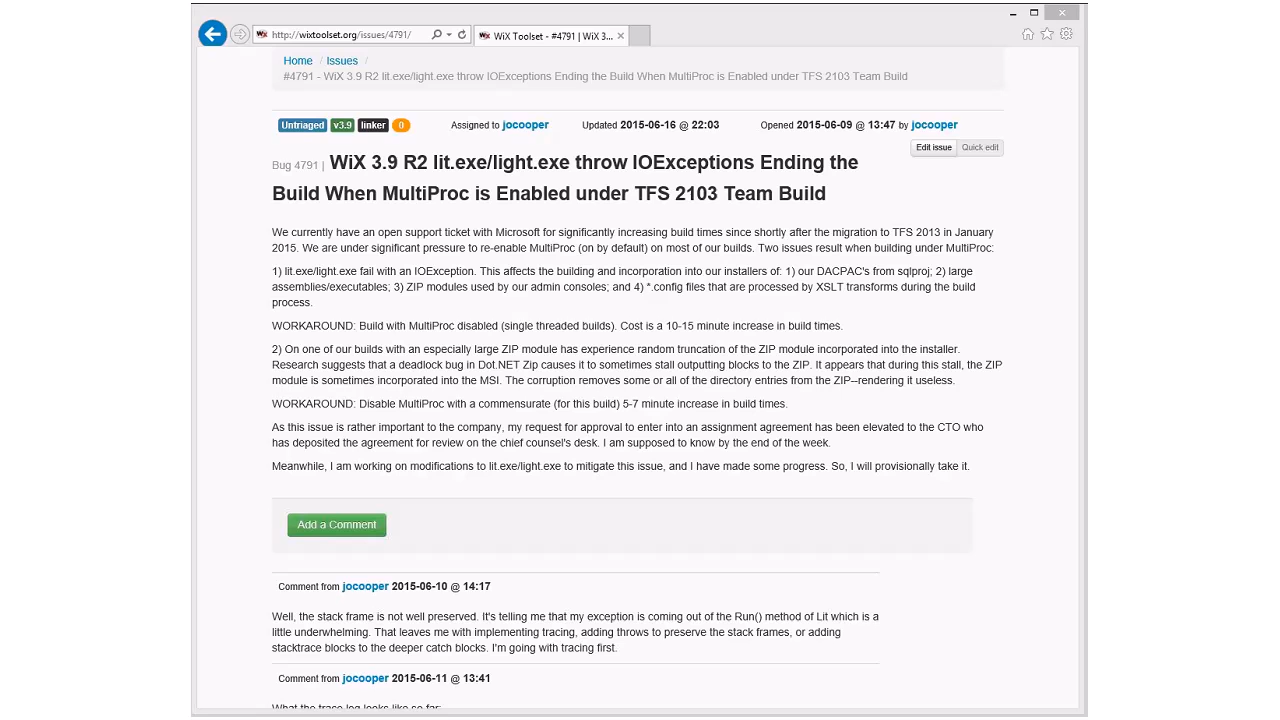 http://wixtoolset.org/issues/4791/
WiX Toolset - #4791 | WiX 3...
Home / Issues /
#4791 - WiX 3.9 R2 lit.exe/light.exe throw IOExceptions Ending the Build When MultiProc is Enabled under TFS 2103 Team Build
Untriaged v3.9 linker 0 Assigned to jocooper Updated 2015-06-16 @ 22:03 Opened 2015-06-09 @ 13:47 by jocooper
Edit issue Quick edit
Bug 4791 | WiX 3.9 R2 lit.exe/light.exe throw IOExceptions Ending the
Build When MultiProc is Enabled under TFS 2103 Team Build
We currently have an open support ticket with Microsoft for significantly increasing build times since shortly after the migration to TFS 2013 in January
2015. We are under significant pressure to re-enable MultiProc (on by default) on most of our builds. Two issues result when building under MultiProc:
1) lit.exe/light.exe fail with an IOException. This affects the building and incorporation into our installers of: 1) our DACPAC's from sqlproj; 2) large
assemblies/executables; 3) ZIP modules used by our admin consoles; and 4) *.config files that are processed by XSLT transforms during the build
process.
WORKAROUND: Build with MultiProc disabled (single threaded builds). Cost is a 10-15 minute increase in build times.
2) On one of our builds with an especially large ZIP module has experience random truncation of the ZIP module incorporated into the installer.
Research suggests that a deadlock bug in Dot.NET Zip causes it to sometimes stall outputting blocks to the ZIP. It appears that during this stall, the ZIP
module is sometimes incorporated into the MSI. The corruption removes some or all of the directory entries from the ZIP--rendering it useless.
WORKAROUND: Disable MultiProc with a commensurate (for this build) 5-7 minute increase in build times.
As this issue is rather important to the company, my request for approval to enter into an assignment agreement has been elevated to the CTO who
has deposited the agreement for review on the chief counsel's desk. I am supposed to know by the end of the week.
Meanwhile, I am working on modifications to lit.exe/light.exe to mitigate this issue, and I have made some progress. So, I will provisionally take it.
Add a Comment
Comment from jocooper 2015-06-10 @ 14:17
Well, the stack frame is not well preserved. It's telling me that my exception is coming out of the Run() method of Lit which is a
little underwhelming. That leaves me with implementing tracing, adding throws to preserve the stack frames, or adding
stacktrace blocks to the deeper catch blocks. I'm going with tracing first.
Comment from jocooper 2015-06-11 @ 13:41
What the trace log looks like so far: